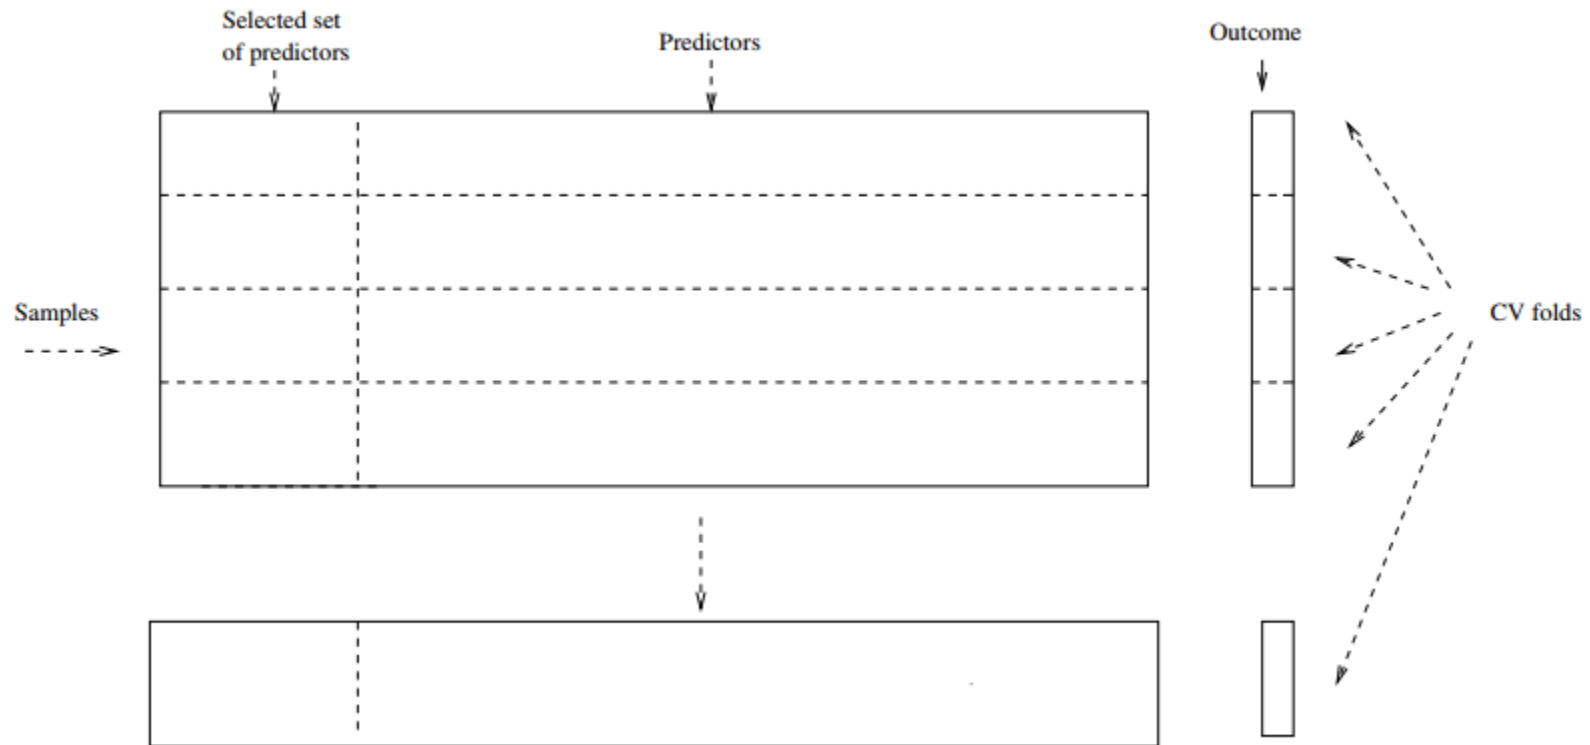 Selected set
of predictors
Predictors
Outcome
Samples
CV folds